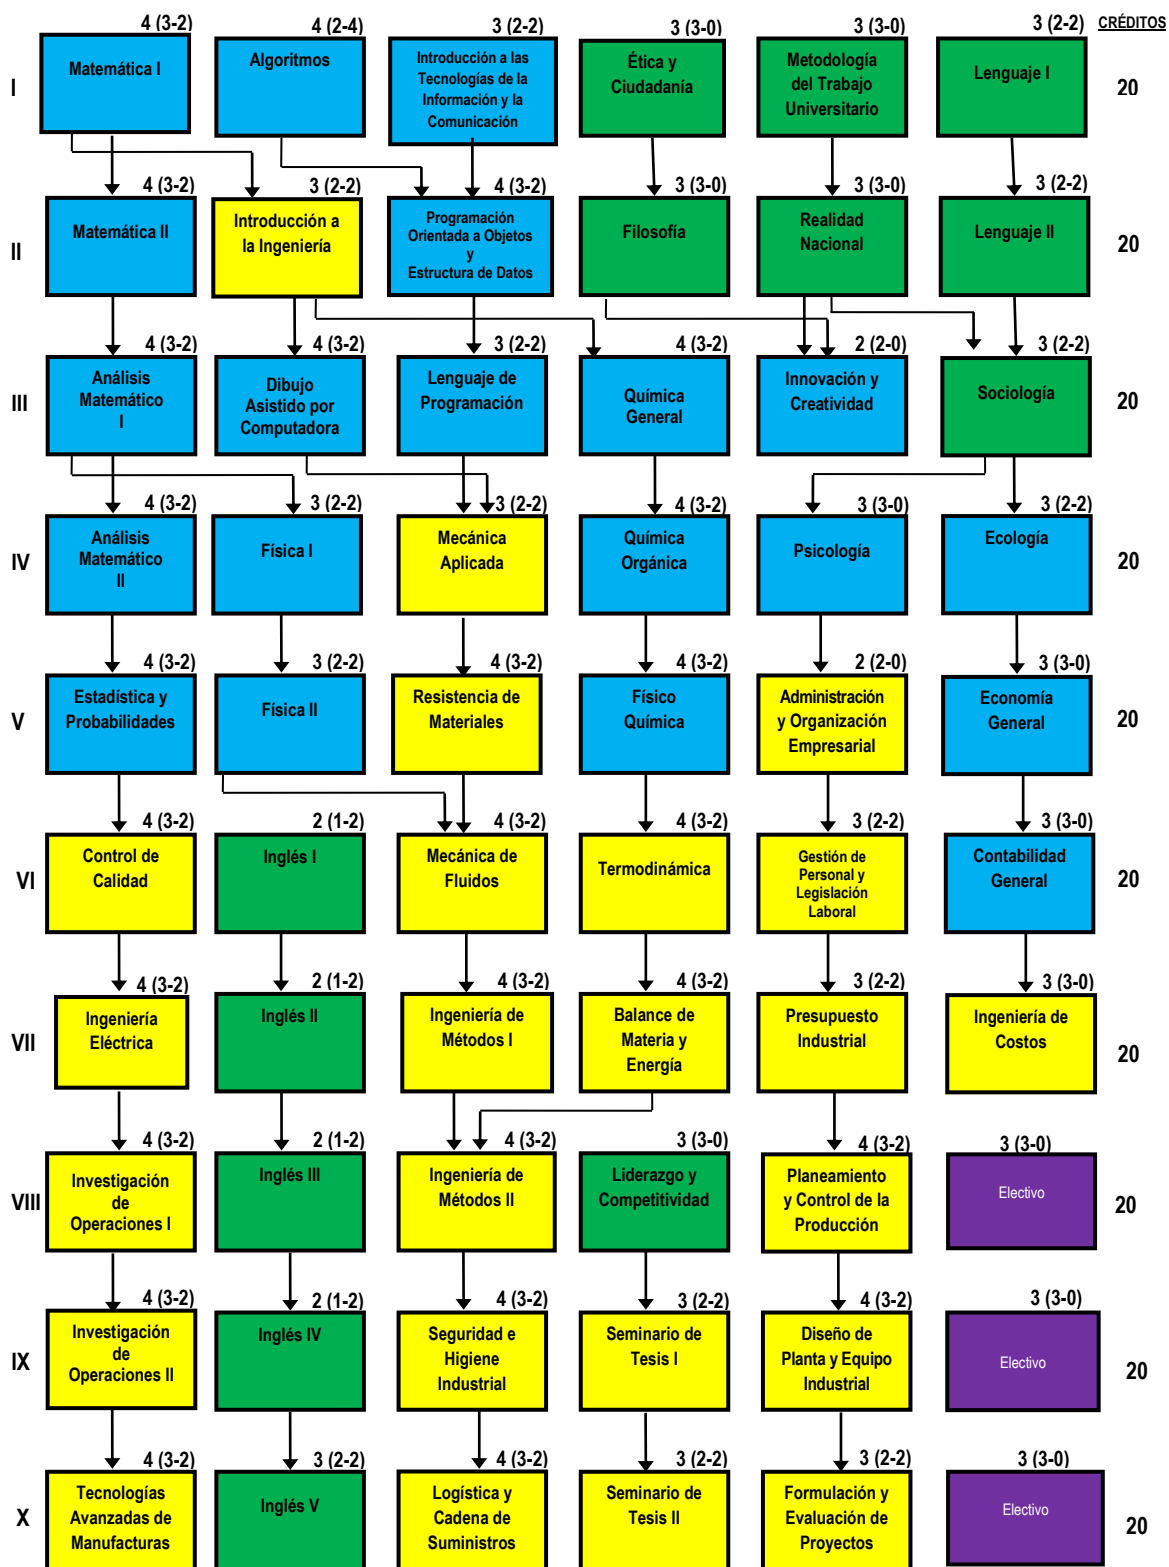 4 (3-2) 4 (2-4) 3 (2-2) 3 (3-0) 3 (3-0) 3 (2-2) CRÉDITOS
I
Matemática I
Algoritmos
Introducción a las
Tecnologías de la
Información y la
Comunicación
Ética y
Ciudadanía
Metodología
del Trabajo
Universitario
Lenguaje I
20
4 (3-2) 3 (2-2) 4 (3-2) 3 (3-0) 3 (3-0) 3 (2-2)
II
Matemática II
Introducción a
la Ingeniería
Programación
Orientada a Objetos
y
Estructura de Datos
Filosofía
Realidad
Nacional
Lenguaje II
20
4 (3-2) 4 (3-2) 3 (2-2) 4 (3-2) 2 (2-0) 3 (2-2)
III
Análisis
Matemático
I
Dibujo
Asistido por
Computadora
Lenguaje de
Programación
Química
General
Innovación y
Creatividad
Sociología
20
4 (3-2) 3 (2-2) 3 (2-2) 4 (3-2) 3 (3-0) 3 (2-2)
IV
Análisis
Matemático
II
Física I
Mecánica
Aplicada
Química
Orgánica
Psicología
Ecología
20
4 (3-2) 3 (2-2) 4 (3-2) 4 (3-2) 2 (2-0) 3 (3-0)
V
Estadística y
Probabilidades
Física II
Resistencia de
Materiales
Físico
Química
Administración
y Organización
Empresarial
Economía
General
20
4 (3-2) 2 (1-2) 4 (3-2) 4 (3-2) 3 (2-2) 3 (3-0)
VI
Control de
Calidad
Inglés I
Mecánica de
Fluidos
Termodinámica
Gestión de
Personal y
Legislación
Laboral
Contabilidad
General
20
4 (3-2) 2 (1-2) 4 (3-2) 4 (3-2) 3 (2-2) 3 (3-0)
VII
Ingeniería
Eléctrica
Inglés II
Ingeniería de
Métodos I
Balance de
Materia y
Energía
Presupuesto
Industrial
Ingeniería de
Costos
20
4 (3-2) 2 (1-2) 4 (3-2) 3 (3-0) 4 (3-2) 3 (3-0)
VIII
Investigación
de
Operaciones I
Inglés III
Ingeniería de
Métodos II
Liderazgo y
Competitividad
Planeamiento
y Control de la
Producción
Electivo
20
4 (3-2) 2 (1-2) 4 (3-2) 3 (2-2) 4 (3-2) 3 (3-0)
IX
Investigación
de
Operaciones II
Inglés IV
Seguridad e
Higiene
Industrial
Seminario de
Tesis I
Diseño de
Planta y Equipo
Industrial
Electivo
20
4 (3-2) 3 (2-2) 4 (3-2) 3 (2-2) 3 (2-2) 3 (3-0)
X
Tecnologías
Avanzadas de
Manufacturas
Inglés V
Logística y
Cadena de
Suministros
Seminario de
Tesis II
Formulación y
Evaluación de
Proyectos
Electivo
20